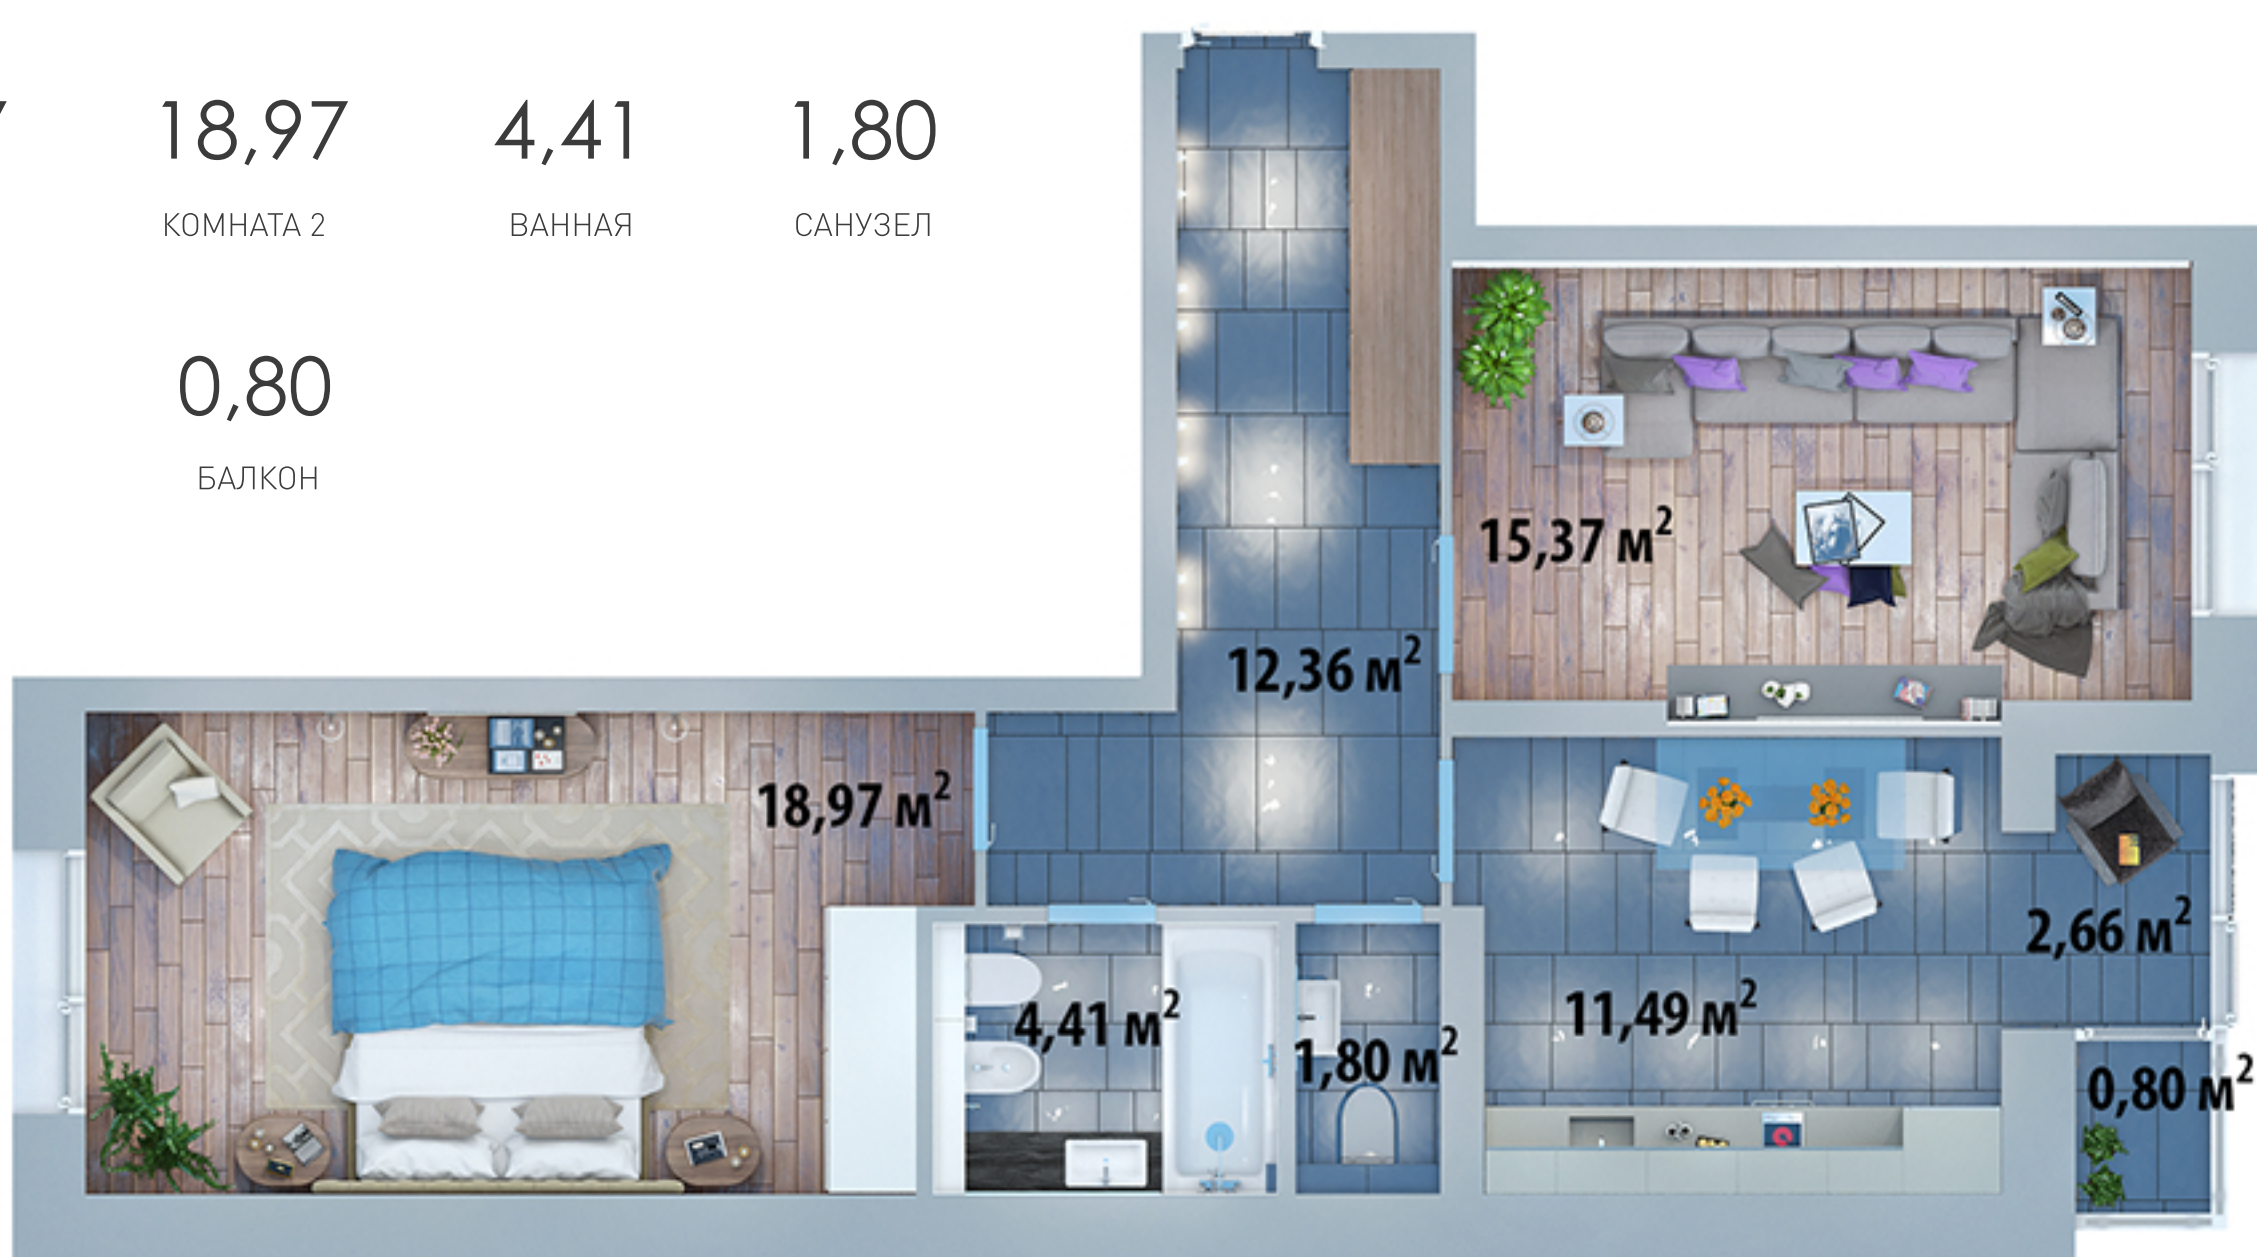 18,97 4,41 1,80
КОМНАТА 2 ВАННАЯ САНУЗЕЛ
0,80
БАЛКОН
15,37 м²
12,36 м²
18,97 м²
2,66 м²
11,49 м²
4,41 м²
1,80 м²
0,80 м²